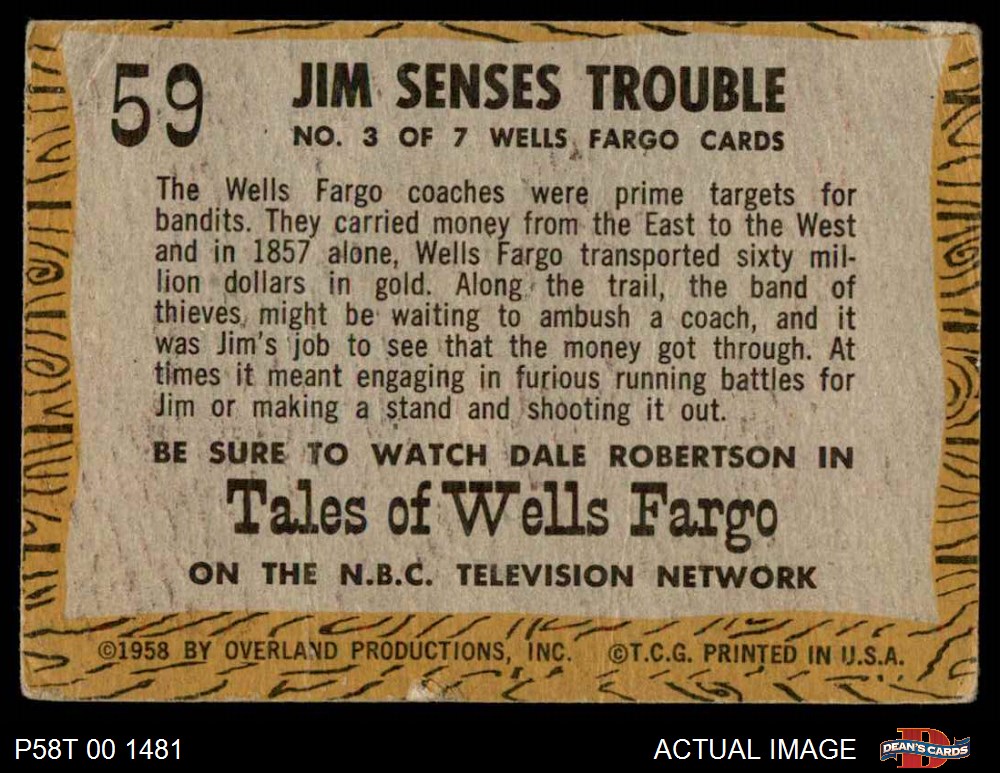 59
JIM SENSES TROUBLE
NO. 3 OF 7 WELLS FARGO CARDS
The Wells Fargo coaches were prime targets for
bandits. They carried money from the East to the West
and in 1857 alone, Wells Fargo transported sixty mil-
lion dollars in gold. Along the trail, the band of
thieves might be waiting to ambush a coach, and it
was Jim's job to see that the money got through. At
times it meant engaging in furious running battles for
Jim or making a stand and shooting it out.
BE SURE TO WATCH DALE ROBERTSON IN
Tales of Wells Fargo
ON THE N.B.C. TELEVISION NETWORK
©1958 BY OVERLAND PRODUCTIONS, INC. ©T.C.G. PRINTED IN U.S.A.
P58T 00 1481
ACTUAL IMAGE
D
DEAN'S CARDS